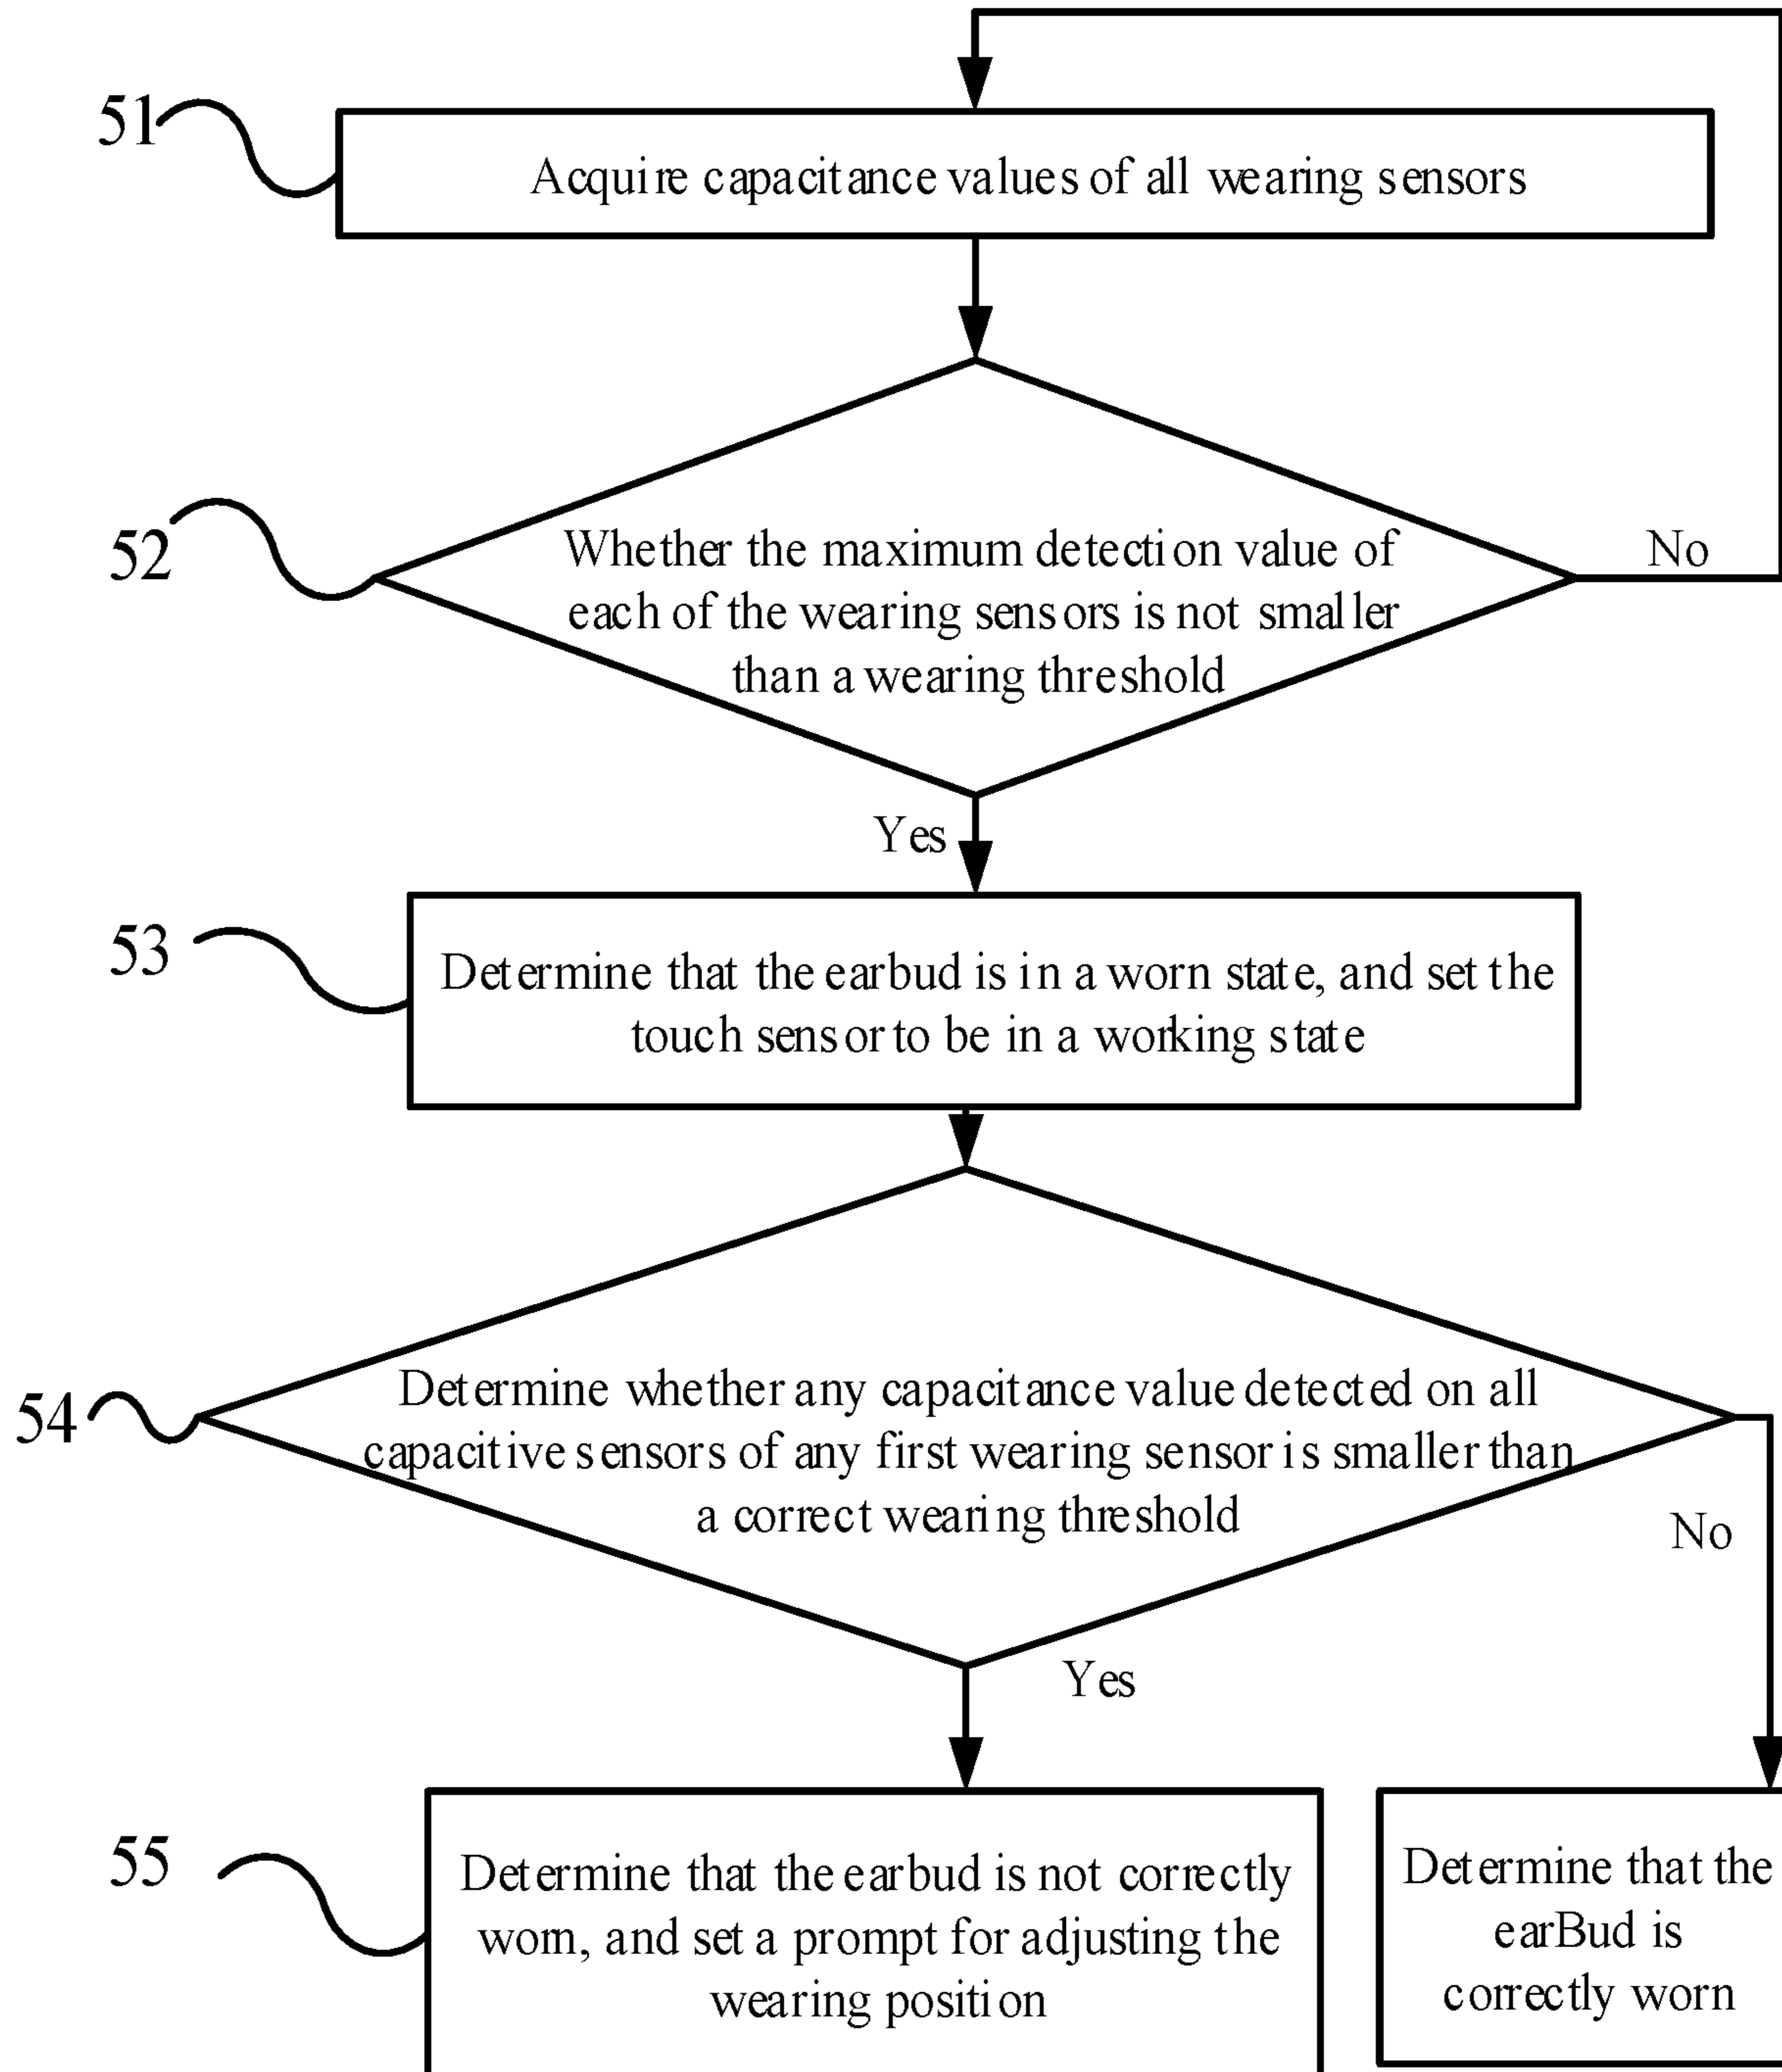 51
Acquire capacitance values of all wearing sensors
52
Whether the maximum detection value of
each of the wearing sensors is not smaller
than a wearing threshold
No
Yes
53
Determine that the earbud is in a worn state, and set the
touch sensor to be in a working state
54
Determine whether any capacitance value detected on all
capacitive sensors of any first wearing sensor is smaller than
a correct wearing threshold
No
Yes
55
Determine that the earbud is not correctly
worn, and set a prompt for adjusting the
wearing position
Determine that the
earBud is
correctly worn